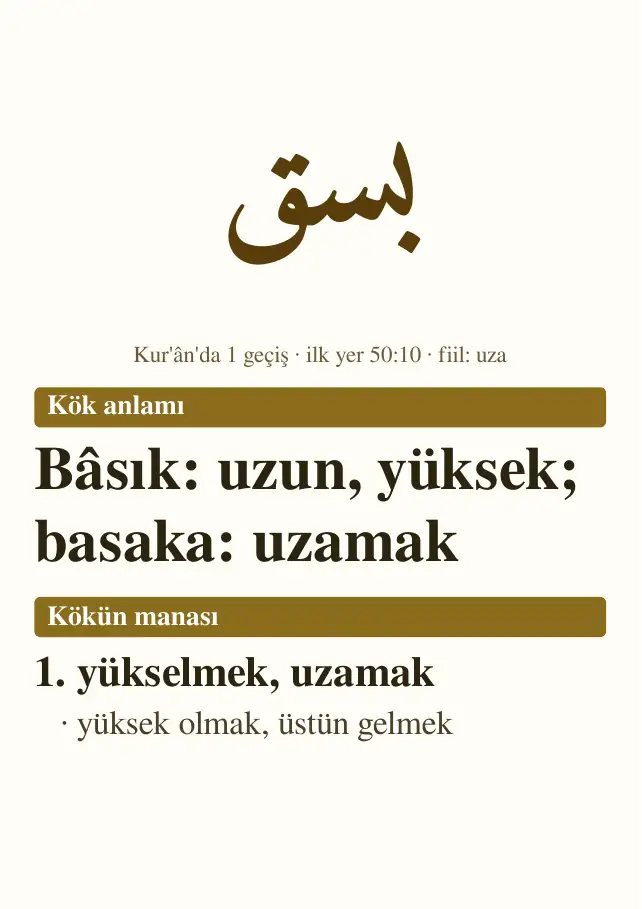 بسق
Kur'ân'da 1 geçiş · ilk yer 50:10 · fiil: uza
Kök anlamı
Bâsık: uzun, yüksek;
basaka: uzamak
Kökün manası
1. yükselmek, uzamak
· yüksek olmak, üstün gelmek